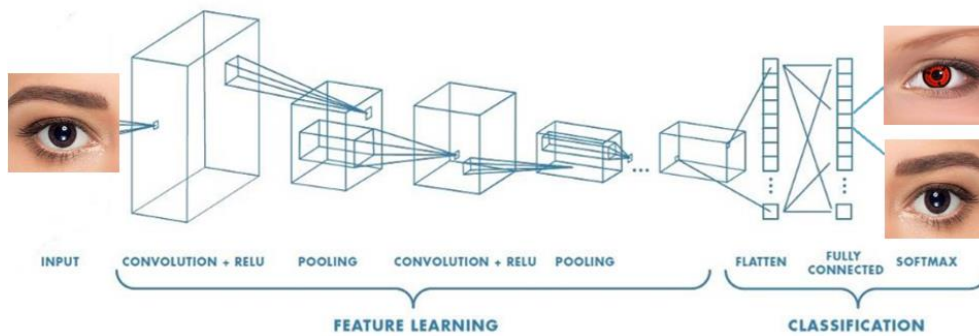 INPUT
CONVOLUTION + RELU
POOLING
CONVOLUTION + RELU
POOLING
FLATTEN
FULLY
CONNECTED
SOFTMAX
FEATURE LEARNING
CLASSIFICATION